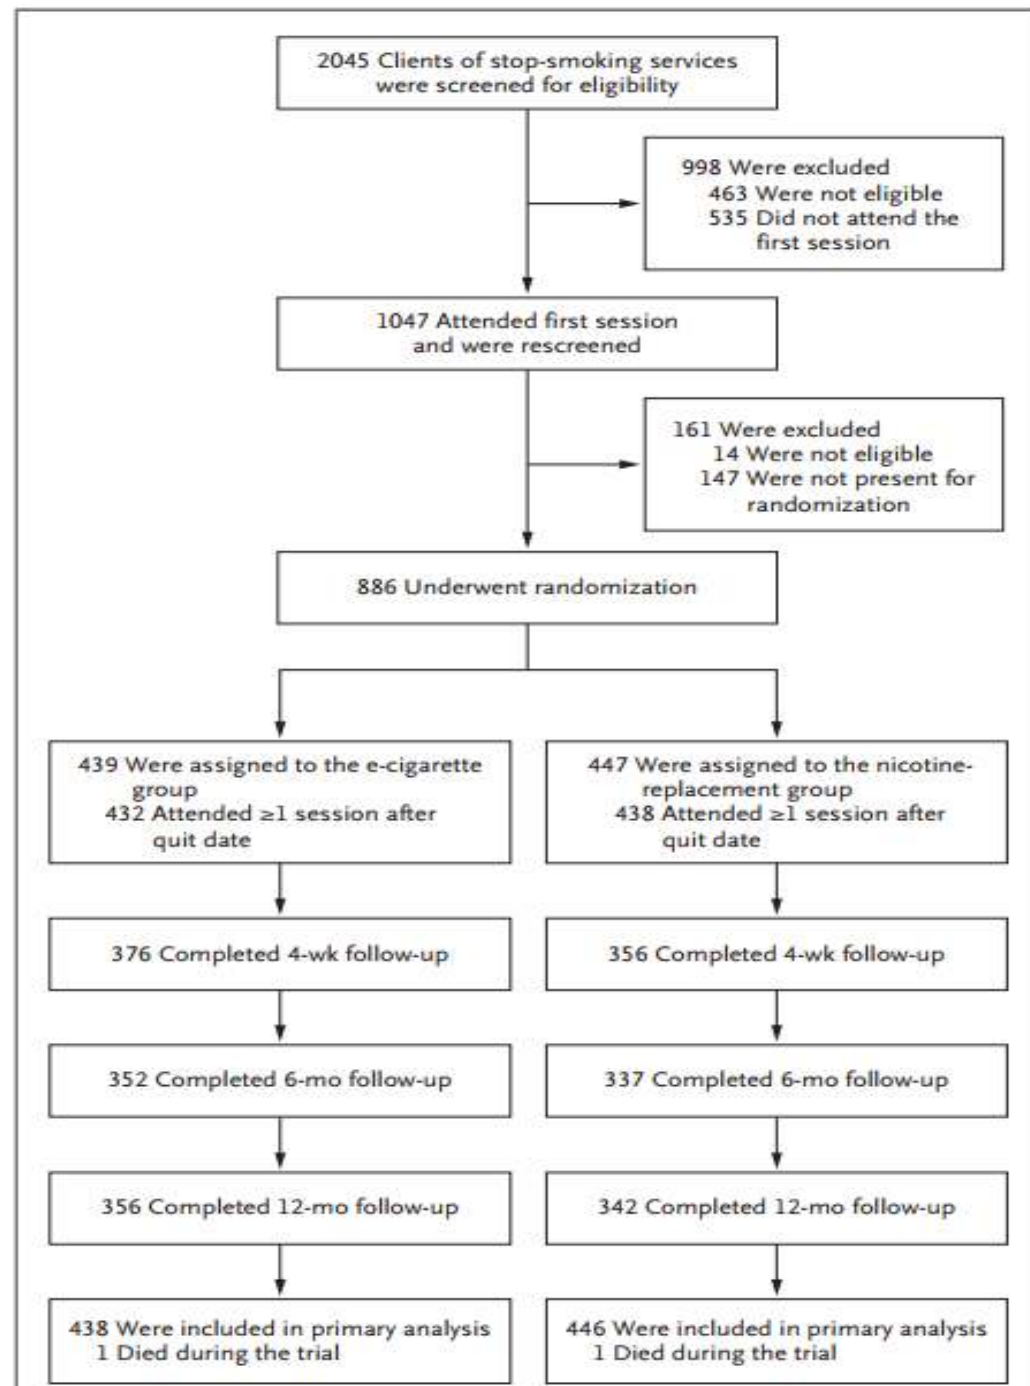 2045 Clients of stop-smoking services
were screened for eligibility
998 Were excluded
463 Were not eligible
535 Did not attend the
first session
1047 Attended first session
and were rescreened
161 Were excluded
14 Were not eligible
147 Were not present for
randomization
886 Underwent randomization
439 Were assigned to the e-cigarette
group
432 Attended ≥1 session after
quit date
447 Were assigned to the nicotine-
replacement group
438 Attended ≥1 session after
quit date
376 Completed 4-wk follow-up
356 Completed 4-wk follow-up
352 Completed 6-mo follow-up
337 Completed 6-mo follow-up
356 Completed 12-mo follow-up
342 Completed 12-mo follow-up
438 Were included in primary analysis
1 Died during the trial
446 Were included in primary analysis
1 Died during the trial